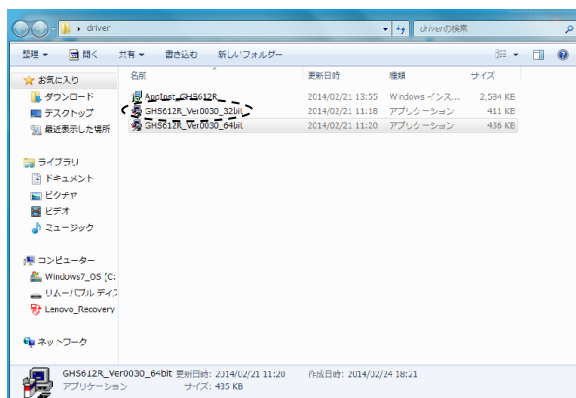 driver
driverの検索
整理 開く 共有 書き込む 新しいフォルダー
名前 更新日時 種類 サイズ
お気に入り
ダウンロード
デスクトップ
最近表示した場所
ライブラリ
ドキュメント
ピクチャ
ビデオ
ミュージック
コンピューター
Windows7_OS (C:
リムーバブル ディス
Lenovo_Recovery
ネットワーク
AppInst_GHS612R 2014/02/21 13:55 Windows インス... 2,584 KB
GHS612R_Ver0030_32bit 2014/02/21 11:18 アプリケーション 411 KB
GHS612R_Ver0030_64bit 2014/02/21 11:20 アプリケーション 436 KB
GHS612R_Ver0030_64bit 更新日時: 2014/02/21 11:20 作成日時: 2014/02/24 18:21
アプリケーション サイズ: 435 KB